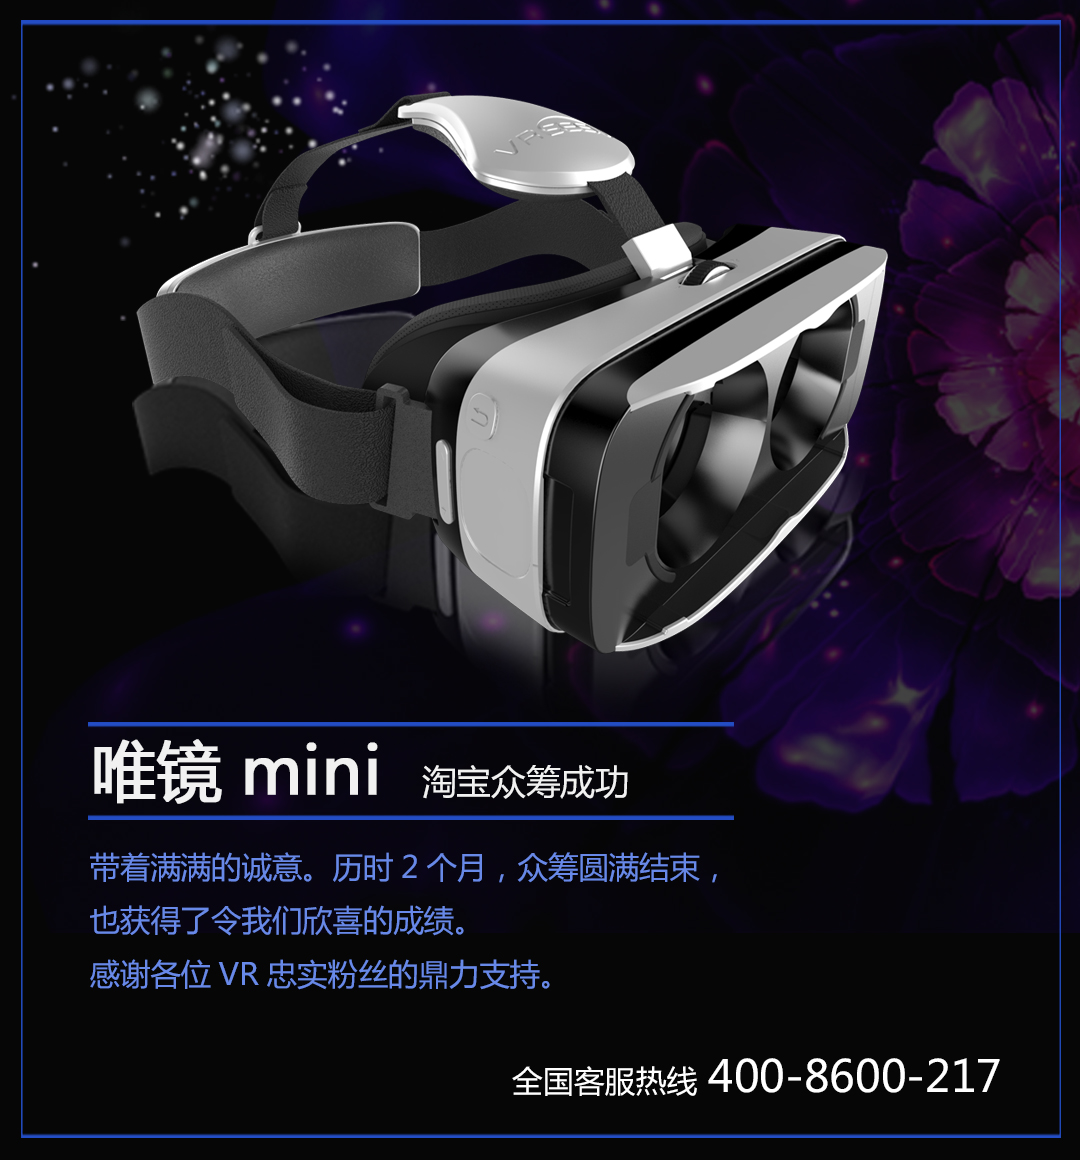 唯镜 mini 淘宝众筹成功
带着满满的诚意。历时 2 个月，众筹圆满结束，
也获得了令我们欣喜的成绩。
感谢各位 VR 忠实粉丝的鼎力支持。
全国客服热线 400-8600-217